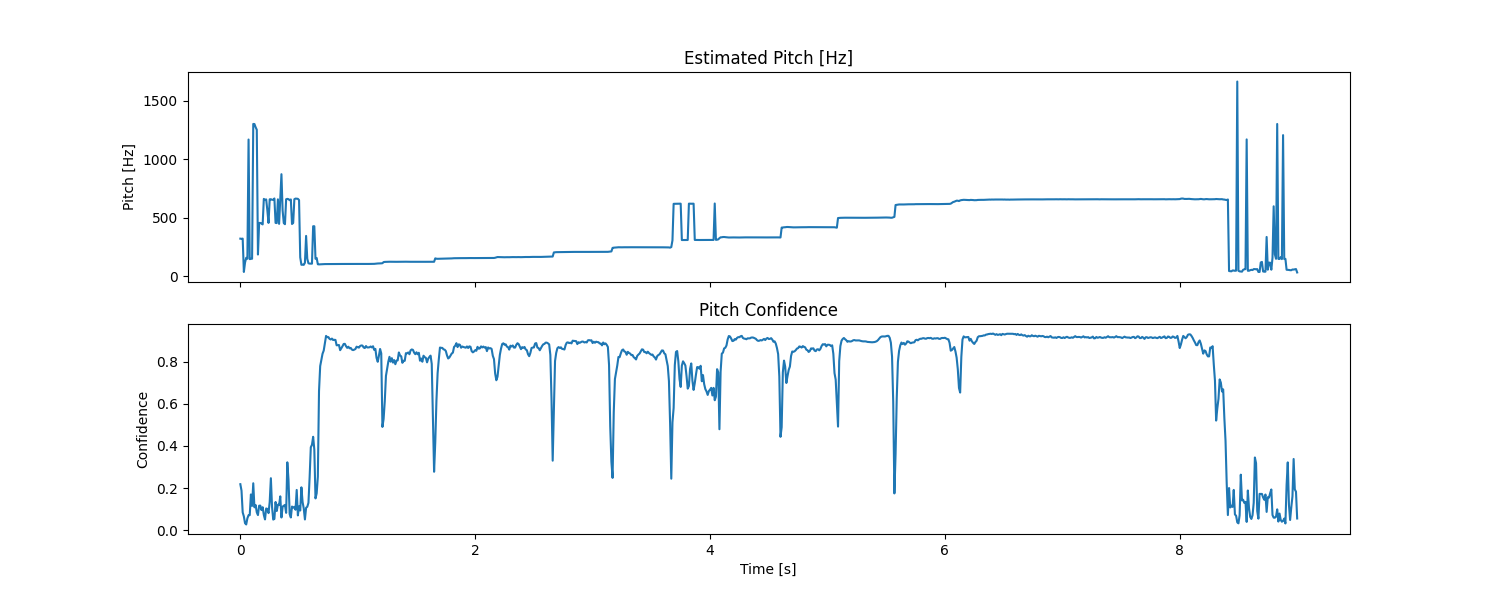 Estimated Pitch [Hz]
Pitch [Hz]
1500
1000
500
0
Pitch Confidence
Confidence
0.8
0.6
0.4
0.2
0.0
0 2 4 6 8
Time [s]